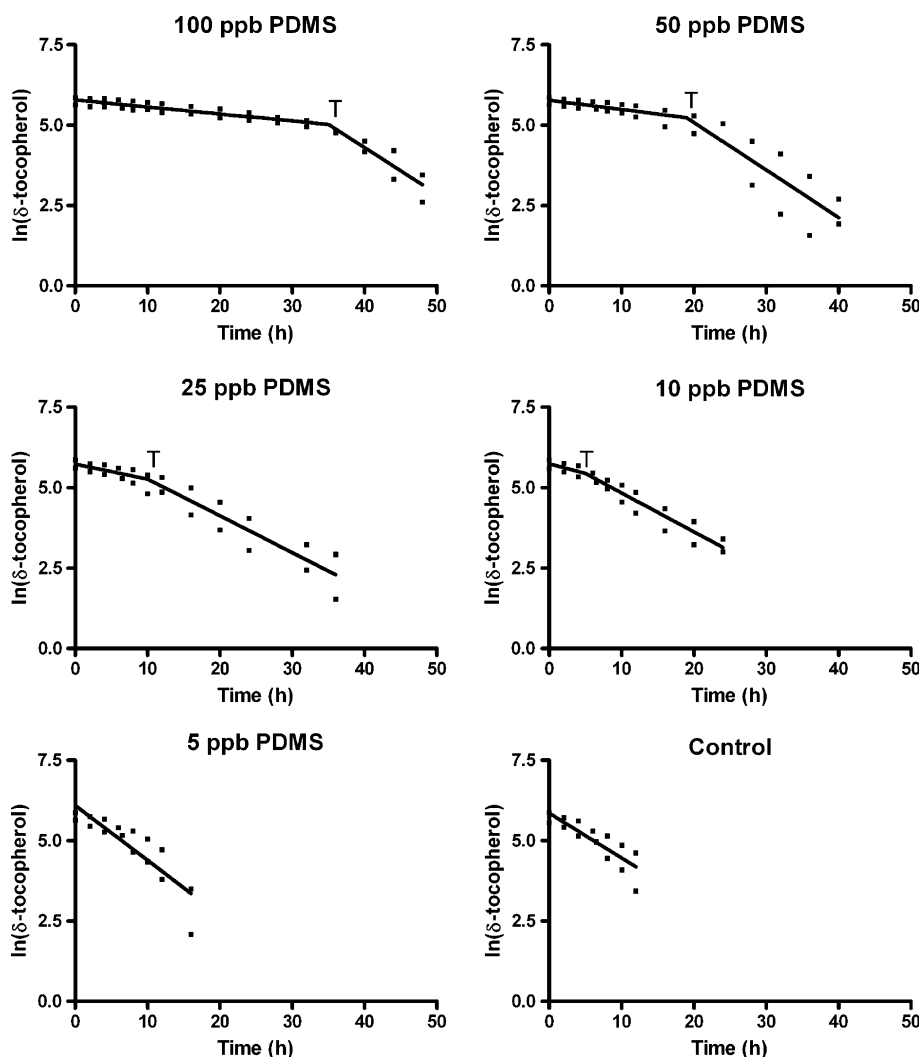 100 ppb PDMS
ln(δ-tocopherol)
7.5
5.0
2.5
0.0
T
0 10 20 30 40 50
Time (h)
50 ppb PDMS
ln(δ-tocopherol)
7.5
5.0
2.5
0.0
T
0 10 20 30 40 50
Time (h)
25 ppb PDMS
ln(δ-tocopherol)
7.5
5.0
2.5
0.0
T
0 10 20 30 40 50
Time (h)
10 ppb PDMS
ln(δ-tocopherol)
7.5
5.0
2.5
0.0
T
0 10 20 30 40 50
Time (h)
5 ppb PDMS
ln(δ-tocopherol)
7.5
5.0
2.5
0.0
0 10 20 30 40 50
Time (h)
Control
ln(δ-tocopherol)
7.5
5.0
2.5
0.0
0 10 20 30 40 50
Time (h)